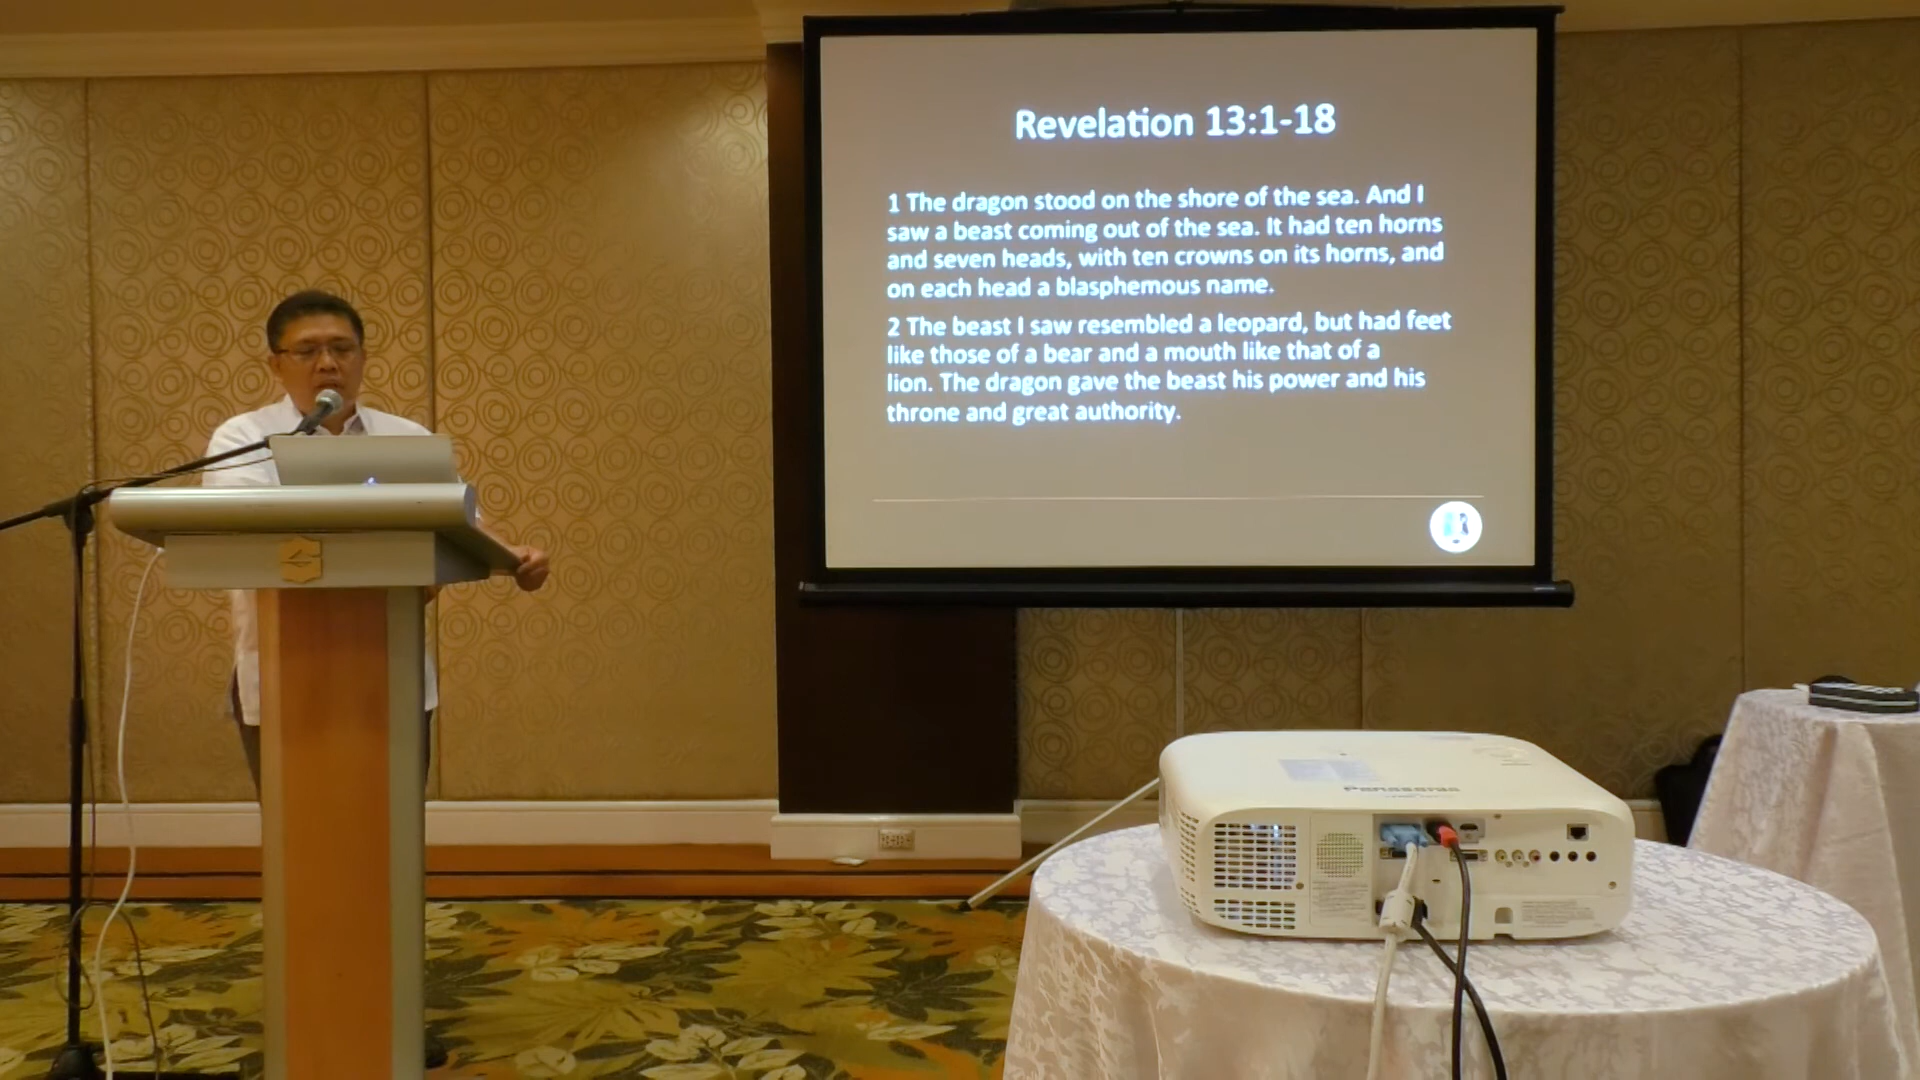 Revelation 13:1-18
1 The dragon stood on the shore of the sea. And I
saw a beast coming out of the sea. It had ten horns
and seven heads, with ten crowns on its horns, and
on each head a blasphemous name.
2 The beast I saw resembled a leopard, but had feet
like those of a bear and a mouth like that of a
lion. The dragon gave the beast his power and his
throne and great authority.
Panasonic